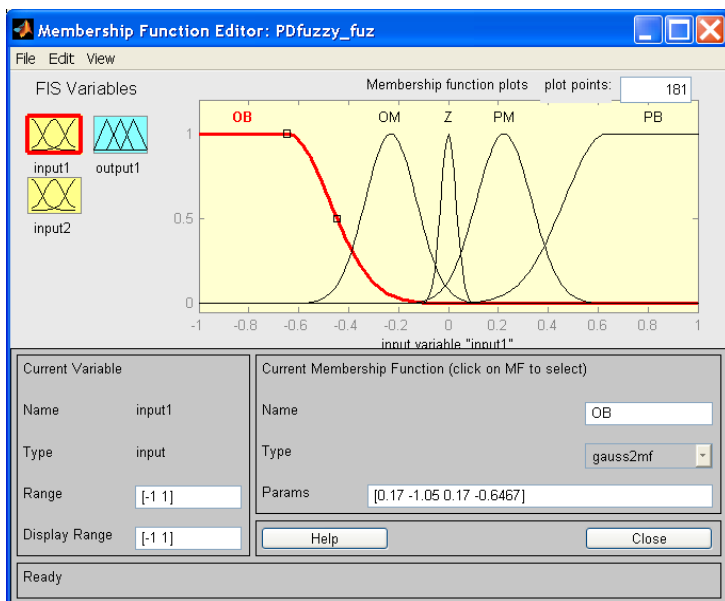 Membership Function Editor: PDfuzzy_fuz
File Edit View
FIS Variables
Membership function plots plot points: 181
OB OM Z PM PB
1
0.5
0
-1 -0.8 -0.6 -0.4 -0.2 0 0.2 0.4 0.6 0.8 1
input variable "input1"
input1 output1
input2
Current Variable
Name input1
Type input
Range [-1 1]
Display Range [-1 1]
Current Membership Function (click on MF to select)
Name OB
Type gauss2mf
Params [0.17 -1.05 0.17 -0.6467]
Help Close
Ready